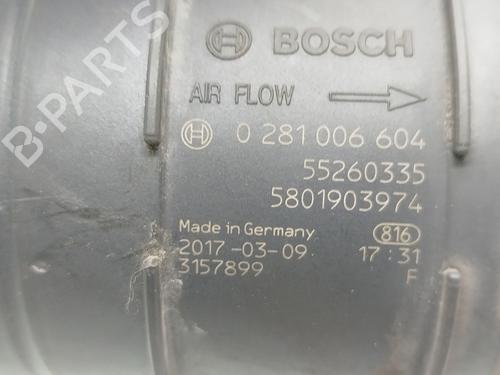 BOSCH
AIR FLOW
0 281 006 604
55260335
5801903974
Made in Germany 816
2017-03-09 17:31
3157899 F
B-PARTS